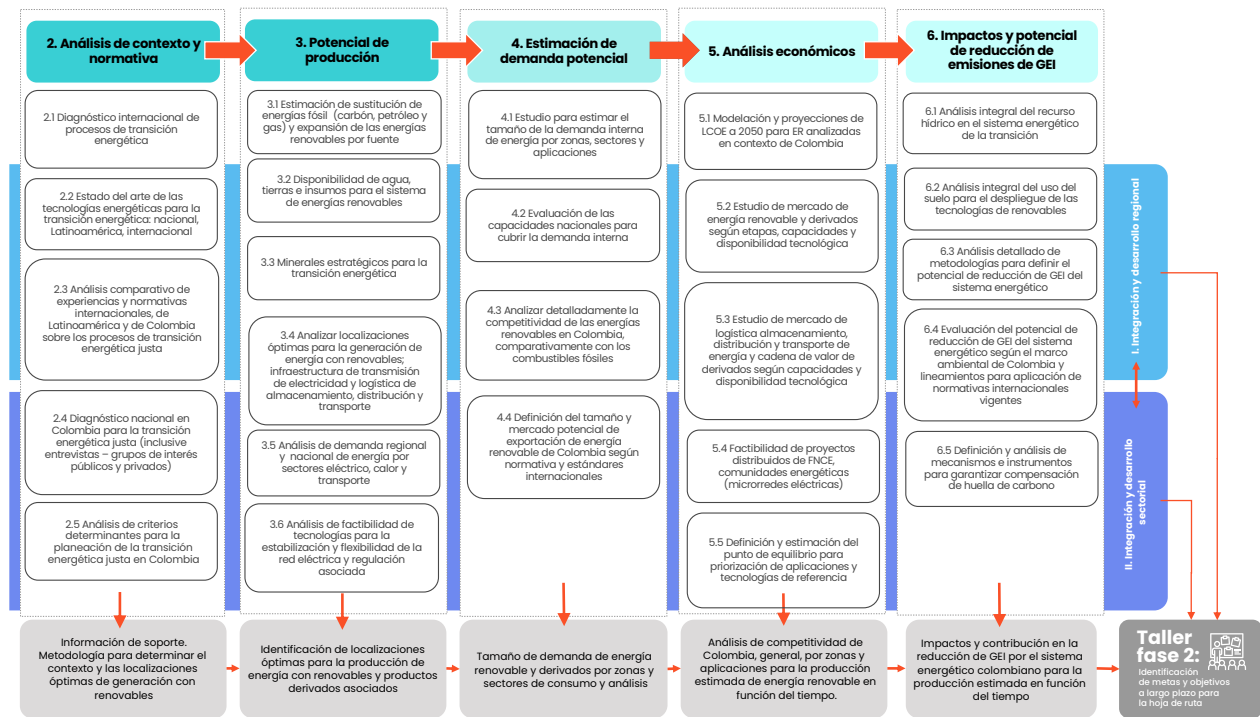 2. Análisis de contexto y
normativa
2.1 Diagnóstico internacional de
procesos de transición
energética
2.2 Estado del arte de las
tecnologías energéticas para la
transición energética: nacional,
Latinoamérica, internacional
2.3 Análisis comparativo de
experiencias y normativas
internacionales, de
Latinoamérica y de Colombia
sobre los procesos de transición
energética justa
2.4 Diagnóstico nacional en
Colombia para la transición
energética justa (inclusive
entrevistas – grupos de interés
públicos y privados)
2.5 Análisis de criterios
determinantes para la
planeación de la transición
energética justa en Colombia
Información de soporte.
Metodología para determinar el
contexto y las localizaciones
óptimas de generación con
renovables
3. Potencial de
producción
3.1 Estimación de sustitución de
energías fósil (carbón, petróleo y
gas) y expansión de las energías
renovables por fuente
3.2 Disponibilidad de agua,
tierras e insumos para el sistema
de energías renovables
3.3 Minerales estratégicos para la
transición energética
3.4 Analizar localizaciones
óptimas para la generación de
energía con renovables;
infraestructura de transmisión
de electricidad y logística de
almacenamiento, distribución y
transporte
3.5 Análisis de demanda regional
y nacional de energía por
sectores eléctrico, calor y
transporte
3.6 Análisis de factibilidad de
tecnologías para la
estabilización y flexibilidad de la
red eléctrica y regulación
asociada
Identificación de localizaciones
óptimas para la producción de
energía con renovables y productos
derivados asociados
4. Estimación de
demanda potencial
4.1 Estudio para estimar el
tamaño de la demanda interna
de energía por zonas, sectores y
aplicaciones
4.2 Evaluación de las
capacidades nacionales para
cubrir la demanda interna
4.3 Analizar detalladamente la
competitividad de las energías
renovables en Colombia,
comparativamente con los
combustibles fósiles
4.4 Definición del tamaño y
mercado potencial de
exportación de energía
renovable de Colombia según
normativa y estándares
internacionales
Tamaño de demanda de energía
renovable y derivados por zonas y
sectores de consumo y análisis
5. Análisis económicos
5.1 Modelación y proyecciones de
LCOE a 2050 para ER analizadas
en contexto de Colombia
5.2 Estudio de mercado de
energía renovable y derivados
según etapas, capacidades y
disponibilidad tecnológica
5.3 Estudio de mercado de
logística almacenamiento,
distribución y transporte de
energía y cadena de valor de
derivados según capacidades y
disponibilidad tecnológica
5.4 Factibilidad de proyectos
distribuidos de FNCE,
comunidades energéticas
(microrredes eléctricas)
5.5 Definición y estimación del
punto de equilibrio para
priorización de aplicaciones y
tecnologías de referencia
Análisis de competitividad de
Colombia, general, por zonas y
aplicaciones para la producción
estimada de energía renovable en
función del tiempo.
6. Impactos y potencial
de reducción de
emisiones de GEI
6.1 Análisis integral del recurso
hídrico en el sistema energético
de la transición
6.2 Análisis integral del uso del
suelo para el despliegue de las
tecnologías de renovables
6.3 Análisis detallado de
metodologías para definir el
potencial de reducción de GEI del
sistema energético
6.4 Evaluación del potencial de
reducción de GEI del sistema
energético según el marco
ambiental de Colombia y
lineamientos para aplicación de
normativas internacionales
vigentes
6.5 Definición y análisis de
mecanismos e instrumentos
para garantizar compensación
de huella de carbono
Impactos y contribución en la
reducción de GEI por el sistema
energético colombiano para la
producción estimada en función
del tiempo
I. Integración y desarrollo regional
II. Integración y desarrollo
sectorial
Taller
fase 2:
Identificación
de metas y objetivos
a largo plazo para
la hoja de ruta